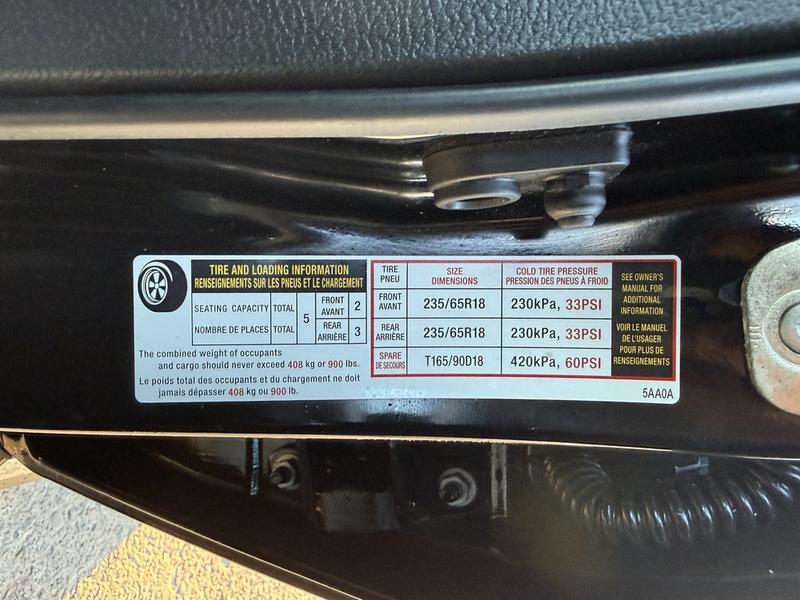 TIRE AND LOADING INFORMATION
RENSEIGNEMENTS SUR LES PNEUS ET LE CHARGEMENT
SEATING CAPACITY TOTAL 5 FRONT AVANT 2
NOMBRE DE PLACES TOTAL REAR ARRIÈRE 3
The combined weight of occupants
and cargo should never exceed 408 kg or 900 lbs.
Le poids total des occupants et du chargement ne doit
jamais dépasser 408 kg ou 900 lb.
TIRE PNEU SIZE DIMENSIONS COLD TIRE PRESSURE PRESSION DES PNEUS À FROID
FRONT AVANT 235/65R18 230kPa, 33PSI
REAR ARRIÈRE 235/65R18 230kPa, 33PSI
SPARE DE SECOURS T165/90D18 420kPa, 60PSI
SEE OWNER'S
MANUAL FOR
ADDITIONAL
INFORMATION
VOIR LE MANUEL
DE L'USAGER
POUR PLUS DE
RENSEIGNEMENTS
5AA0A